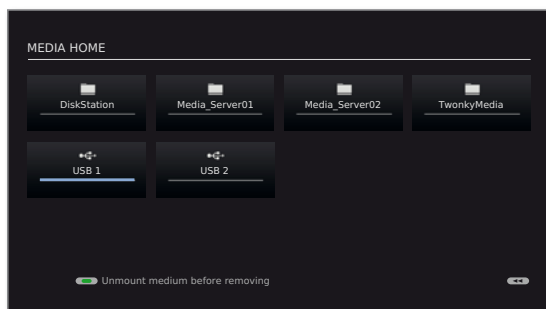 MEDIA HOME
DiskStation
Media_Server01
Media_Server02
TwonkyMedia
USB 1
USB 2
Unmount medium before removing